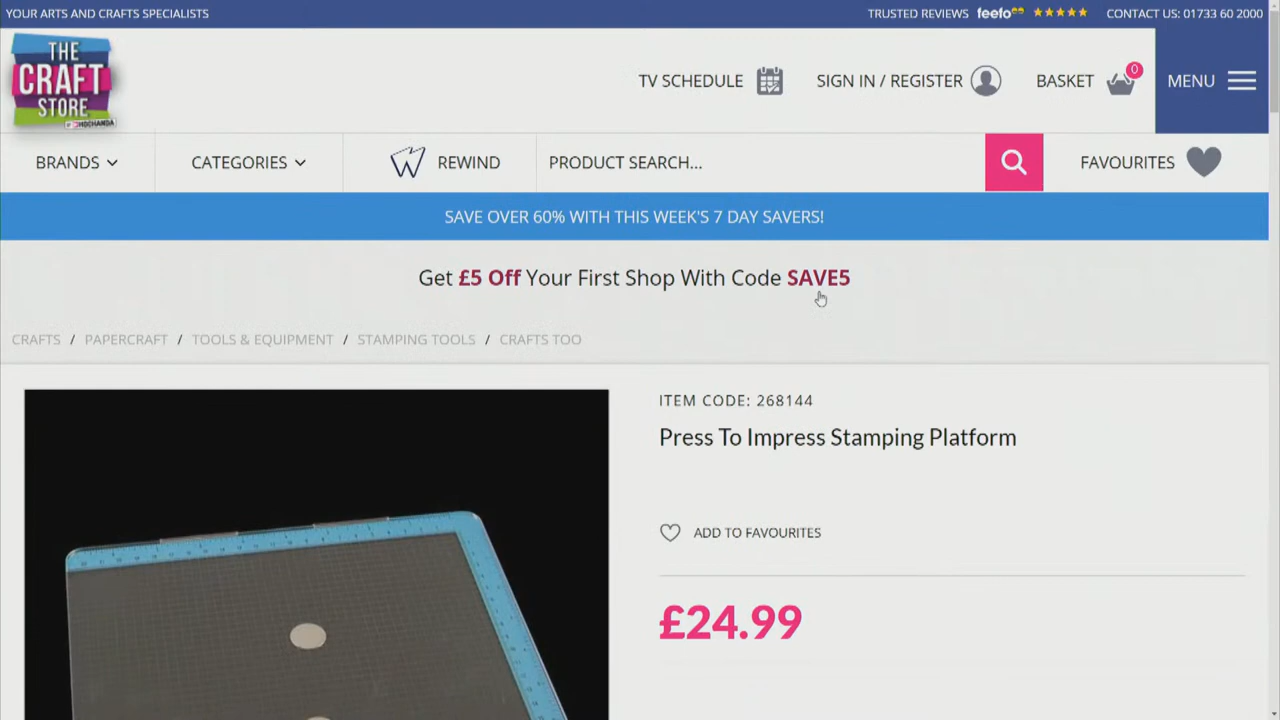 YOUR ARTS AND CRAFTS SPECIALISTS
TRUSTED REVIEWS feefo CONTACT US: 01733 60 2000
THE
CRAFT
STORE
HOCHANDA
TV SCHEDULE SIGN IN / REGISTER BASKET 0 MENU
BRANDS CATEGORIES REWIND PRODUCT SEARCH... FAVOURITES
SAVE OVER 60% WITH THIS WEEK'S 7 DAY SAVERS!
Get £5 Off Your First Shop With Code SAVE5
CRAFTS / PAPERCRAFT / TOOLS & EQUIPMENT / STAMPING TOOLS / CRAFTS TOO
ITEM CODE: 268144
Press To Impress Stamping Platform
ADD TO FAVOURITES
£24.99